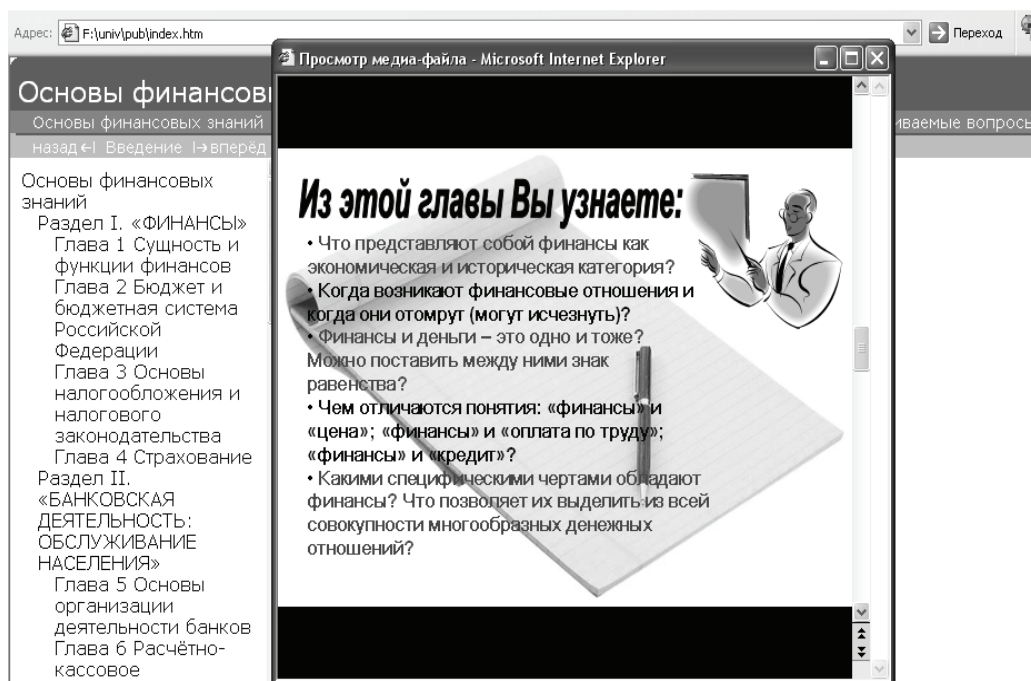 Адрес: F:\univ\pub\index.htm Переход
Просмотр медиа-файла - Microsoft Internet Explorer
Основы финансовых знаний
назад Введение вперёд
Основы финансовых
знаний
Раздел I. «ФИНАНСЫ»
Глава 1 Сущность и
функции финансов
Глава 2 Бюджет и
бюджетная система
Российской
Федерации
Глава 3 Основы
налогообложения и
налогового
законодательства
Глава 4 Страхование
Раздел II.
«БАНКОВСКАЯ
ДЕЯТЕЛЬНОСТЬ:
ОБСЛУЖИВАНИЕ
НАСЕЛЕНИЯ»
Глава 5 Основы
организации
деятельности банков
Глава 6 Расчётно-
кассовое
Из этой главы Вы узнаете:
• Что представляют собой финансы как
экономическая и историческая категория?
• Когда возникают финансовые отношения и
когда они отомрут (могут исчезнуть)?
• Финансы и деньги – это одно и тоже?
Можно поставить между ними знак
равенства?
• Чем отличаются понятия: «финансы» и
«цена»; «финансы» и «оплата по труду»;
«финансы» и «кредит»?
• Какими специфическими чертами обладают
финансы? Что позволяет их выделить из всей
совокупности многообразных денежных
отношений?
вопросы